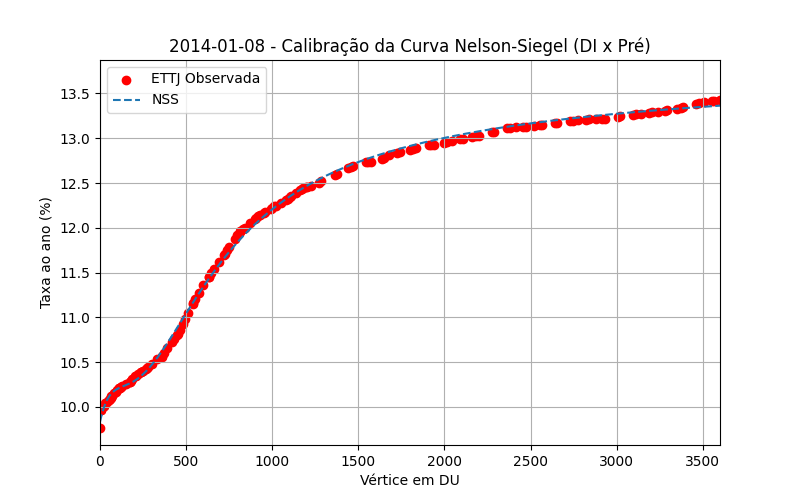 2014-01-08 - Calibração da Curva Nelson-Siegel (DI x Pré)
ETTJ Observada
NSS
Taxa ao ano (%)
13.5
13.0
12.5
12.0
11.5
11.0
10.5
10.0
0 500 1000 1500 2000 2500 3000 3500
Vértice em DU